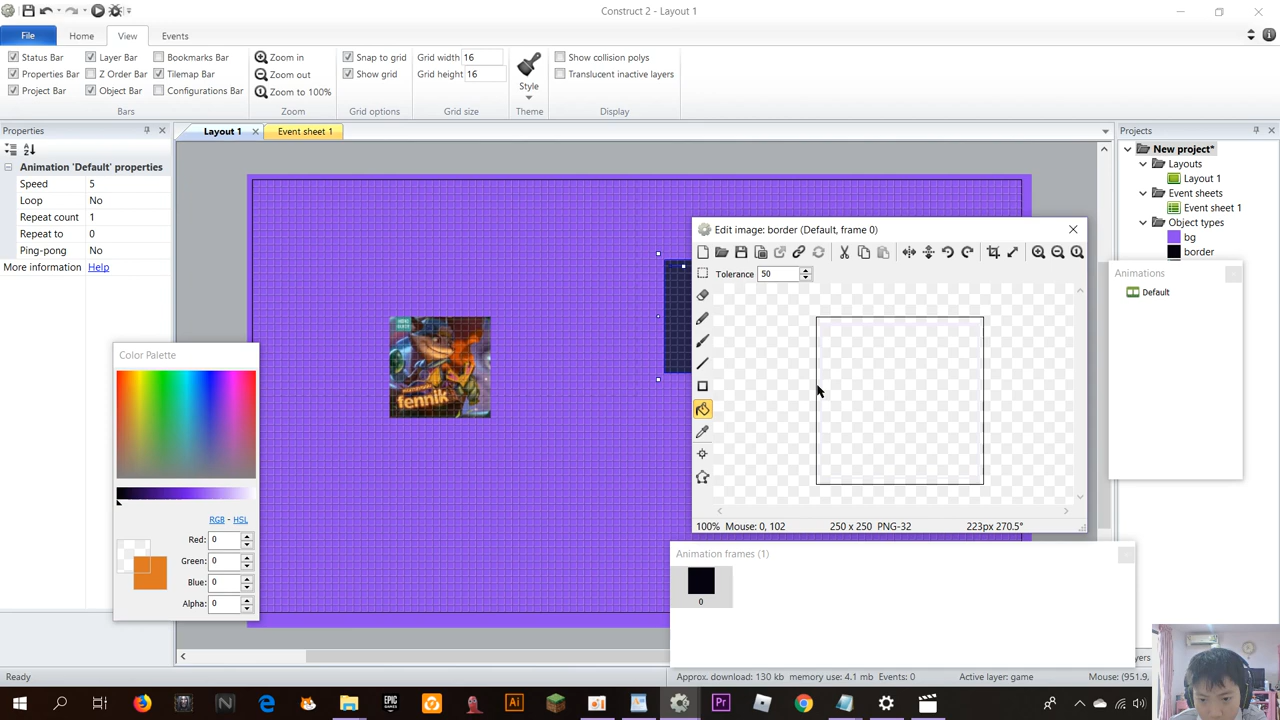 Construct 2 - Layout 1
File
Home
View
Events
Status Bar
Layer Bar
Bookmarks Bar
Properties Bar
Z Order Bar
Tilemap Bar
Project Bar
Object Bar
Configurations Bar
Bars
Zoom in
Zoom out
Zoom to 100%
Zoom
Snap to grid
Show grid
Grid options
Grid width 16
Grid height 16
Grid size
Style
Theme
Show collision polys
Translucent inactive layers
Display
Properties
Layout 1
Event sheet 1
Projects
Animation 'Default' properties
Speed 5
Loop No
Repeat count 1
Repeat to 0
Ping-pong No
More information Help
New project*
Layouts
Layout 1
Event sheets
Event sheet 1
Object types
bg
border
Edit image: border (Default, frame 0)
Tolerance 50
Animations
Default
fennik
Color Palette
RGB - HSL
Red: 0
Green: 0
Blue: 0
Alpha: 0
100% Mouse: 0, 102
250 x 250 PNG-32
223px 270.5°
Animation frames (1)
0
Ready
Approx. download: 130 kb memory use: 4.1 mb Events: 0
Active layer: game
Mouse: (951.9,